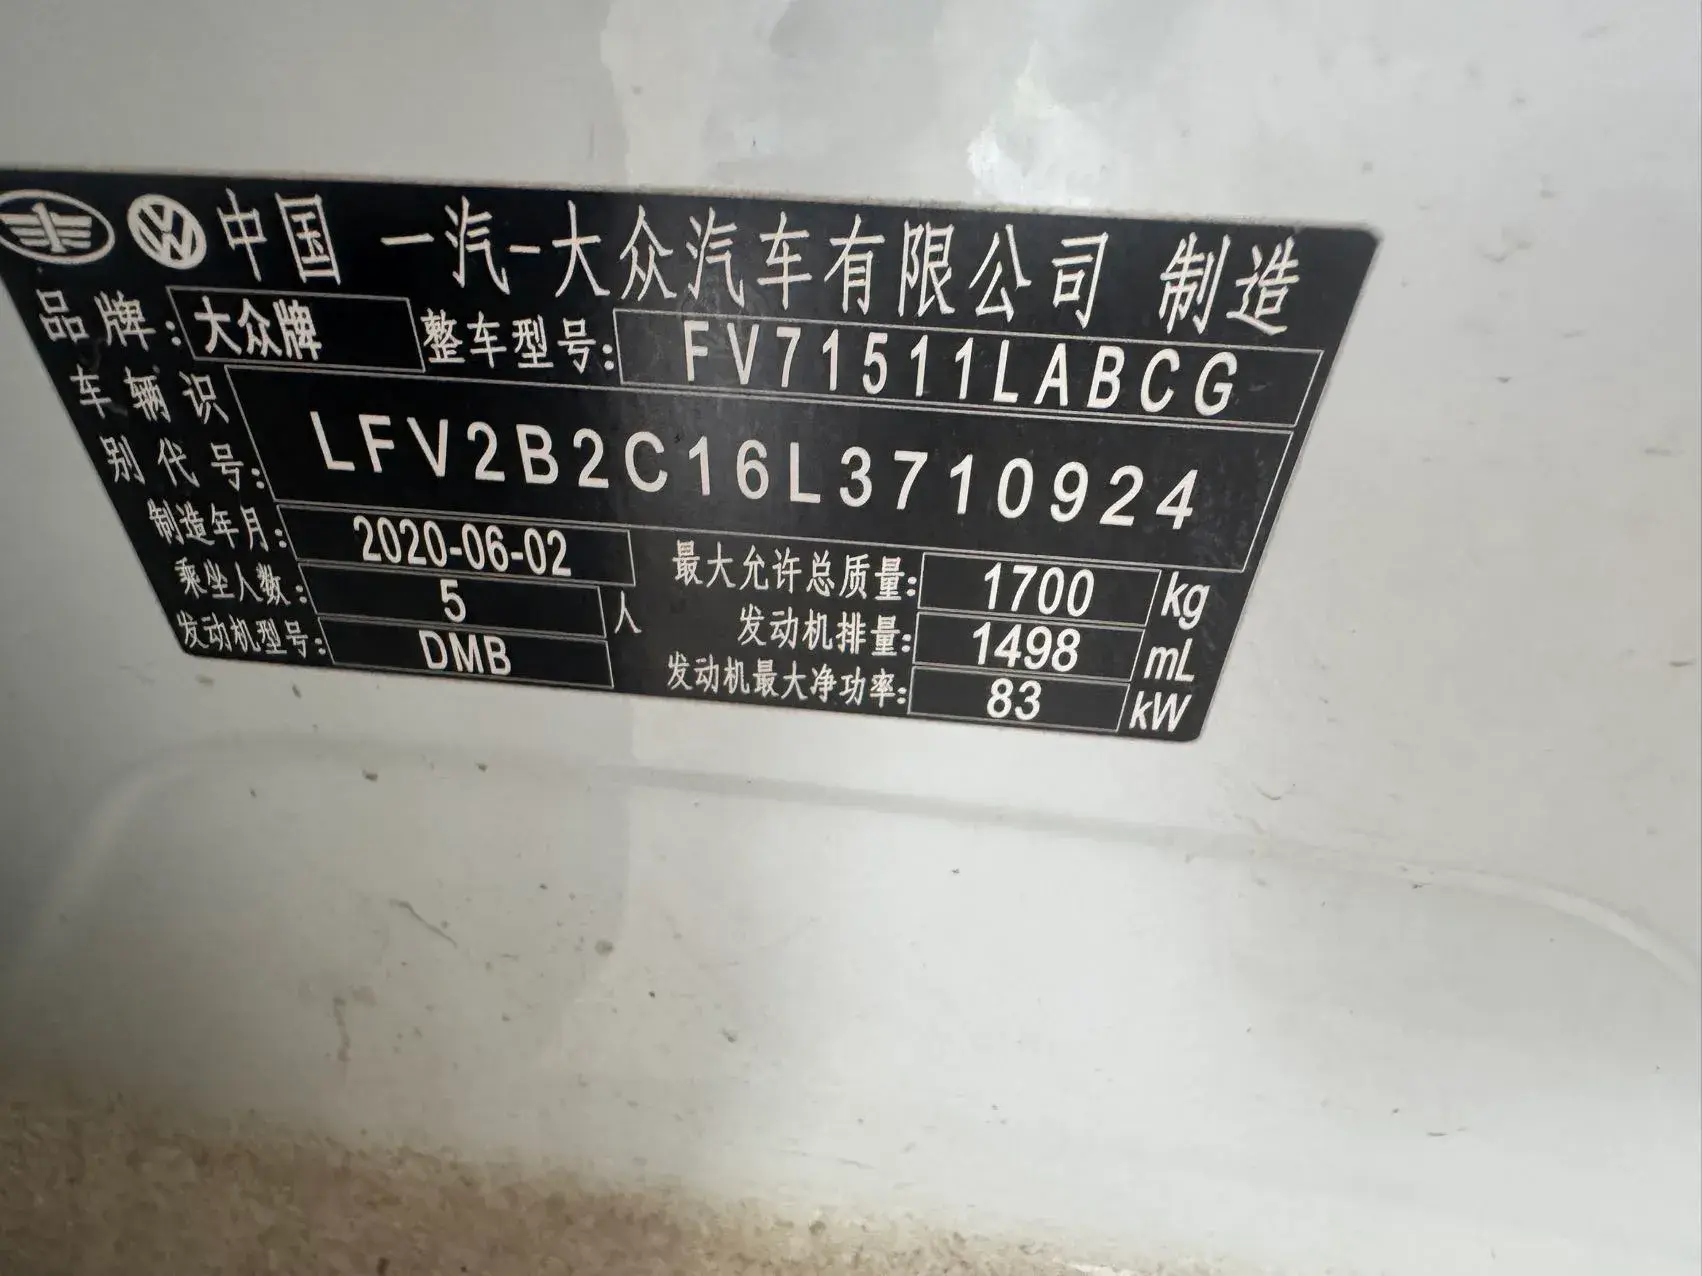 中国 一汽-大众汽车有限公司 制造
品牌: 大众牌 整车型号: FV71511LABCG
车辆识别代号: LFV2B2C16L3710924
制造年月: 2020-06-02 最大允许总质量: 1700 kg
乘坐人数: 5 人 发动机排量: 1498 mL
发动机型号: DMB 发动机最大净功率: 83 kW